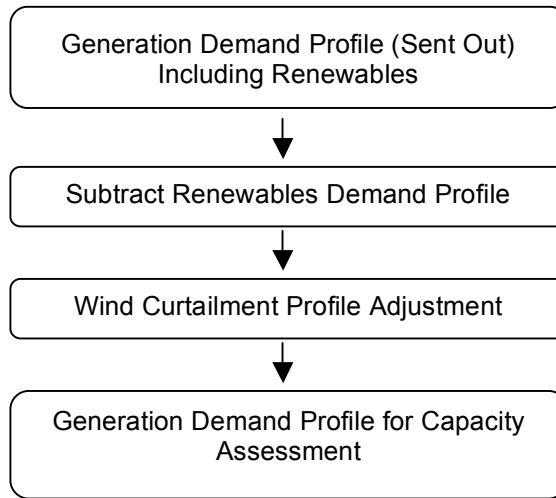 Generation Demand Profile (Sent Out)
Including Renewables
Subtract Renewables Demand Profile
Wind Curtailment Profile Adjustment
Generation Demand Profile for Capacity
Assessment